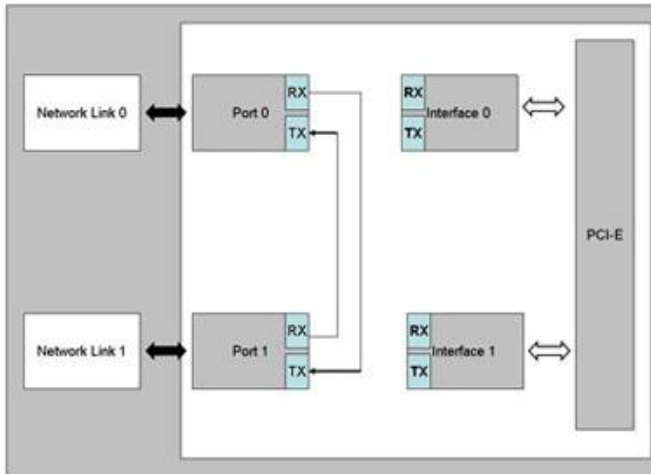 Network Link 0
Port 0
RX
TX
RX
TX
Interface 0
PCI-E
Network Link 1
Port 1
RX
TX
RX
TX
Interface 1